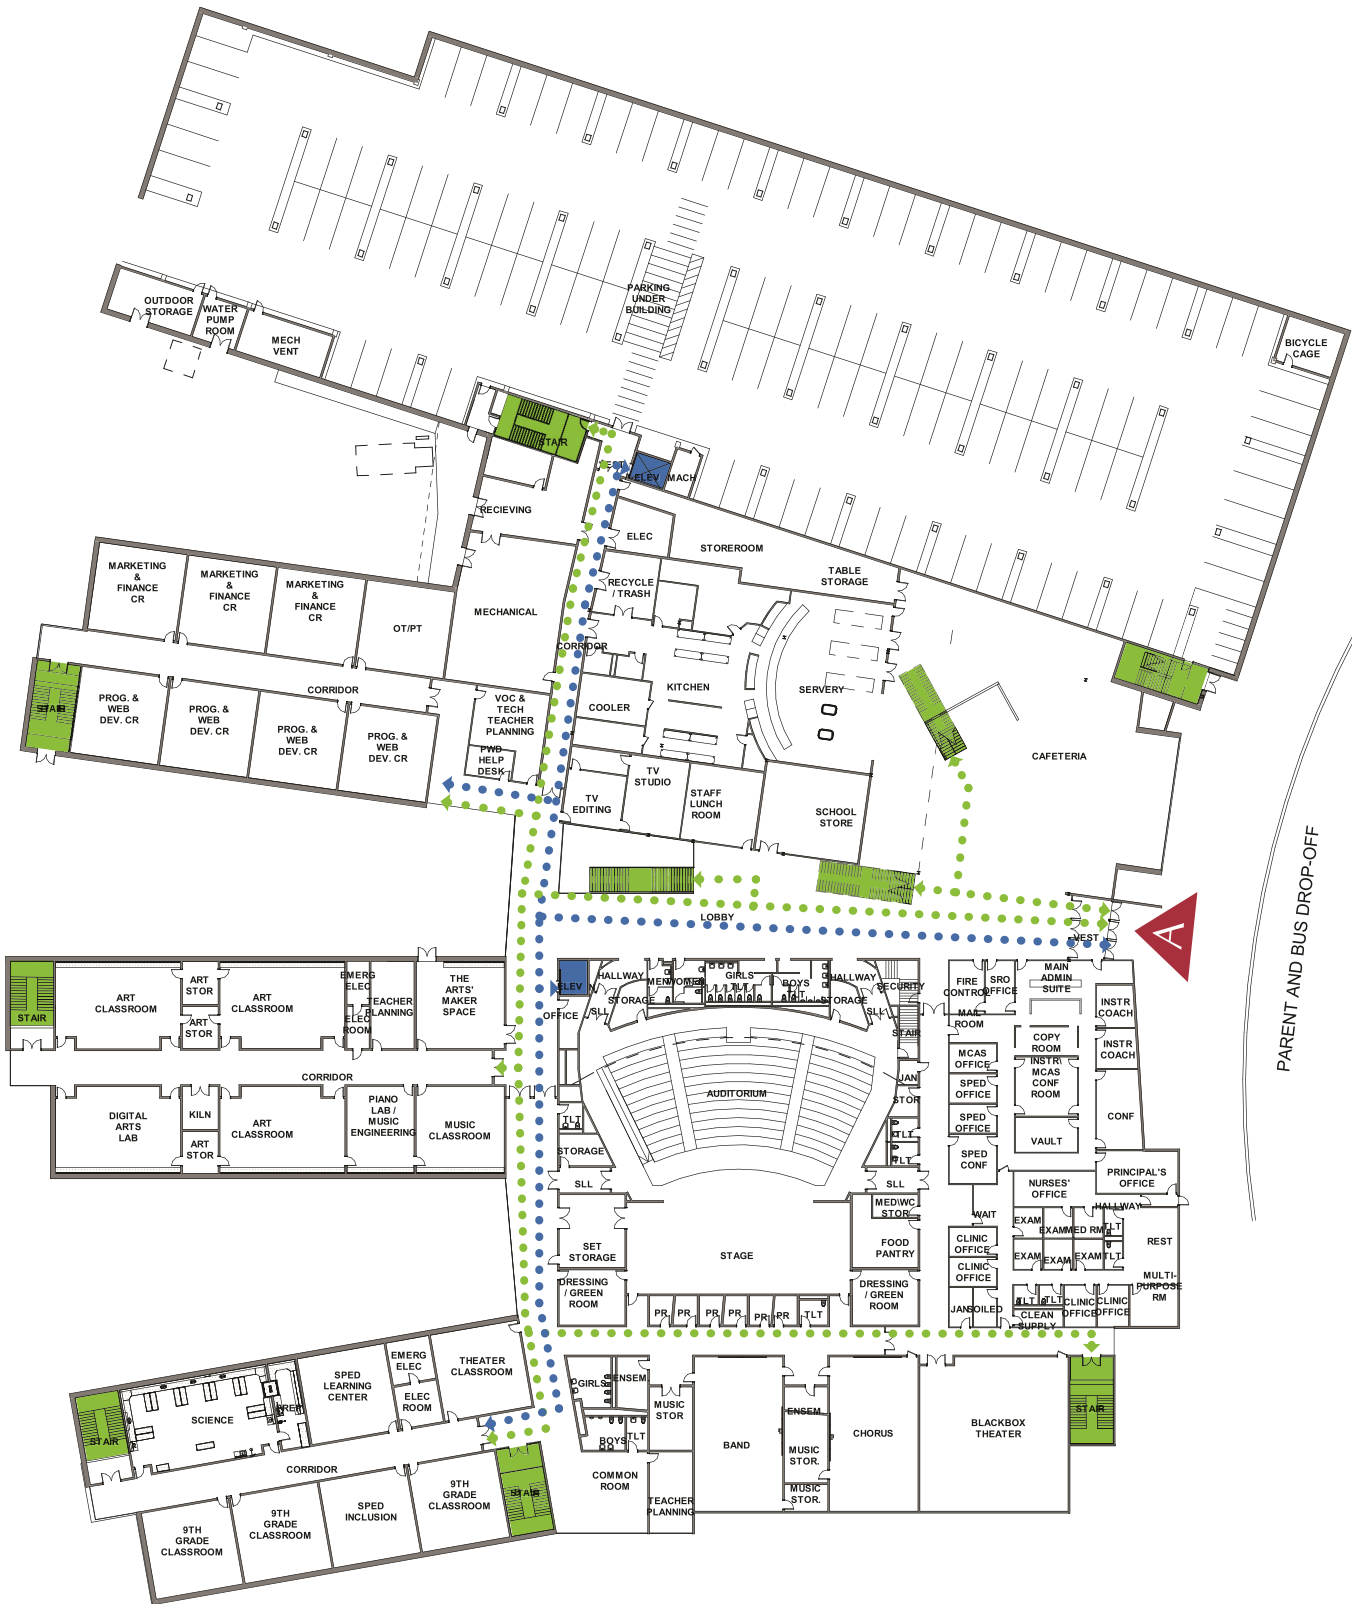 PARKING
UNDER
BUILDING
OUTDOOR
STORAGE
WATER
PUMP
ROOM
MECH
VENT
BICYCLE
CAGE
STAIR
VEST
ELEV
MACH
RECIEVING
ELEC
STOREROOM
TABLE
STORAGE
RECYCLE
/ TRASH
MARKETING
&
FINANCE
CR
MARKETING
&
FINANCE
CR
MARKETING
&
FINANCE
CR
OT/PT
MECHANICAL
CORRIDOR
KITCHEN
SERVERY
COOLER
STAIR
PROG. &
WEB
DEV. CR
PROG. &
WEB
DEV. CR
PROG. &
WEB
DEV. CR
PROG. &
WEB
DEV. CR
CORRIDOR
VOC &
TECH
TEACHER
PLANNING
PWD
HELP
DESK
TV
STUDIO
TV
EDITING
STAFF
LUNCH
ROOM
SCHOOL
STORE
CAFETERIA
PARENT AND BUS DROP-OFF
LOBBY
VEST
A
STAIR
ART
CLASSROOM
ART
STOR
ART
STOR
ART
CLASSROOM
EMERG
ELEC
ELEC
ROOM
TEACHER
PLANNING
THE
ARTS'
MAKER
SPACE
CORRIDOR
DIGITAL
ARTS
LAB
KILN
ART
STOR
ART
CLASSROOM
PIANO
LAB /
MUSIC
ENGINEERING
MUSIC
CLASSROOM
ELEV
OFFICE
HALLWAY
STORAGE
SLL
MEN
WOMEN
GIRLS
TLT
BOYS
TLT
HALLWAY
STORAGE
SLL
SECURITY
STAIR
JAN
STOR
AUDITORIUM
TLT
STORAGE
SLL
TLT
TLT
SLL
SET
STORAGE
STAGE
MED\WC
STOR
FOOD
PANTRY
DRESSING
/ GREEN
ROOM
PR
PR
PR
PR
PR
PR
TLT
DRESSING
/ GREEN
ROOM
FIRE
CONTROL
SRO
OFFICE
MAIN
ADMIN
SUITE
MAIL
ROOM
INSTR
COACH
INSTR
COACH
COPY
ROOM
MCAS
OFFICE
SPED
OFFICE
SPED
OFFICE
INSTR\
MCAS
CONF
ROOM
CONF
VAULT
SPED
CONF
PRINCIPAL'S
OFFICE
NURSES'
OFFICE
HALLWAY
WAIT
EXAM
EXAM
MED RM
TLT
EXAM
EXAM
EXAM
TLT
REST
CLINIC
OFFICE
CLINIC
OFFICE
JAN
SOILED
TLT
TLT
CLEAN
SUPPLY
CLINIC
OFFICE
CLINIC
OFFICE
MULTI-
PURPOSE
RM
STAIR
SCIENCE
PREP
SPED
LEARNING
CENTER
EMERG
ELEC
ELEC
ROOM
THEATER
CLASSROOM
CORRIDOR
9TH
GRADE
CLASSROOM
9TH
GRADE
CLASSROOM
SPED
INCLUSION
9TH
GRADE
CLASSROOM
STAIR
GIRLS
ENSEM.
BOYS
TLT
MUSIC
STOR
COMMON
ROOM
TEACHER
PLANNING
BAND
ENSEM.
MUSIC
STOR.
MUSIC
STOR.
CHORUS
BLACKBOX
THEATER
STAIR